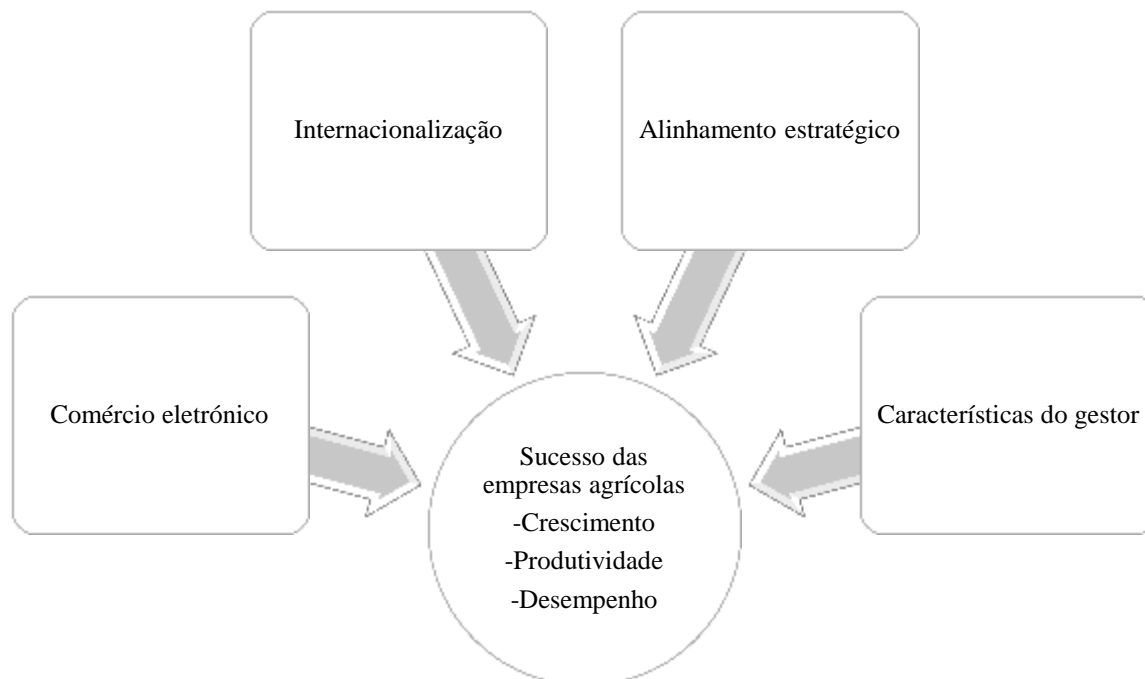 Internacionalização
Alinhamento estratégico
Comércio eletrónico
Características do gestor
Sucesso das
empresas agrícolas
-Crescimento
-Produtividade
-Desempenho